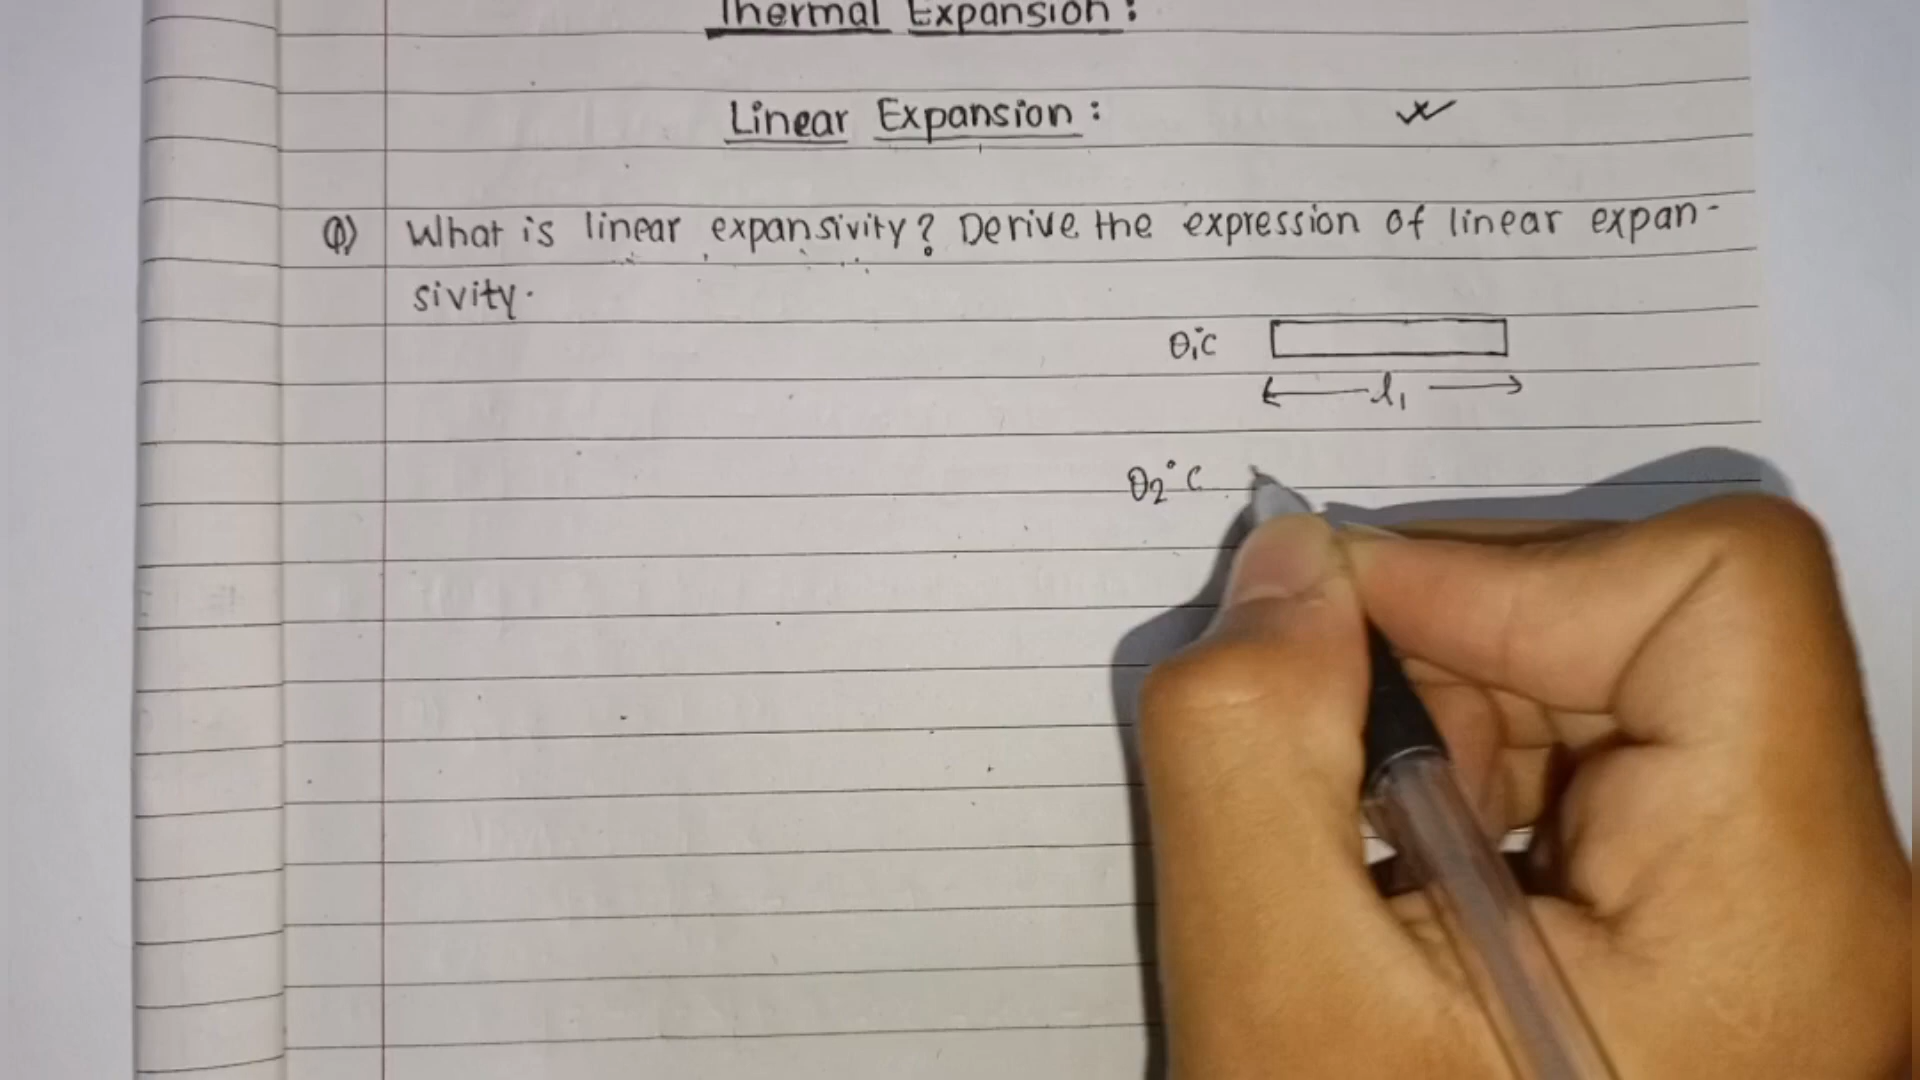 Thermal Expansion:
Linear Expansion:
Q) What is linear expansivity? Derive the expression of linear expan-
sivity.
θ₁°C
l₁
θ₂°C